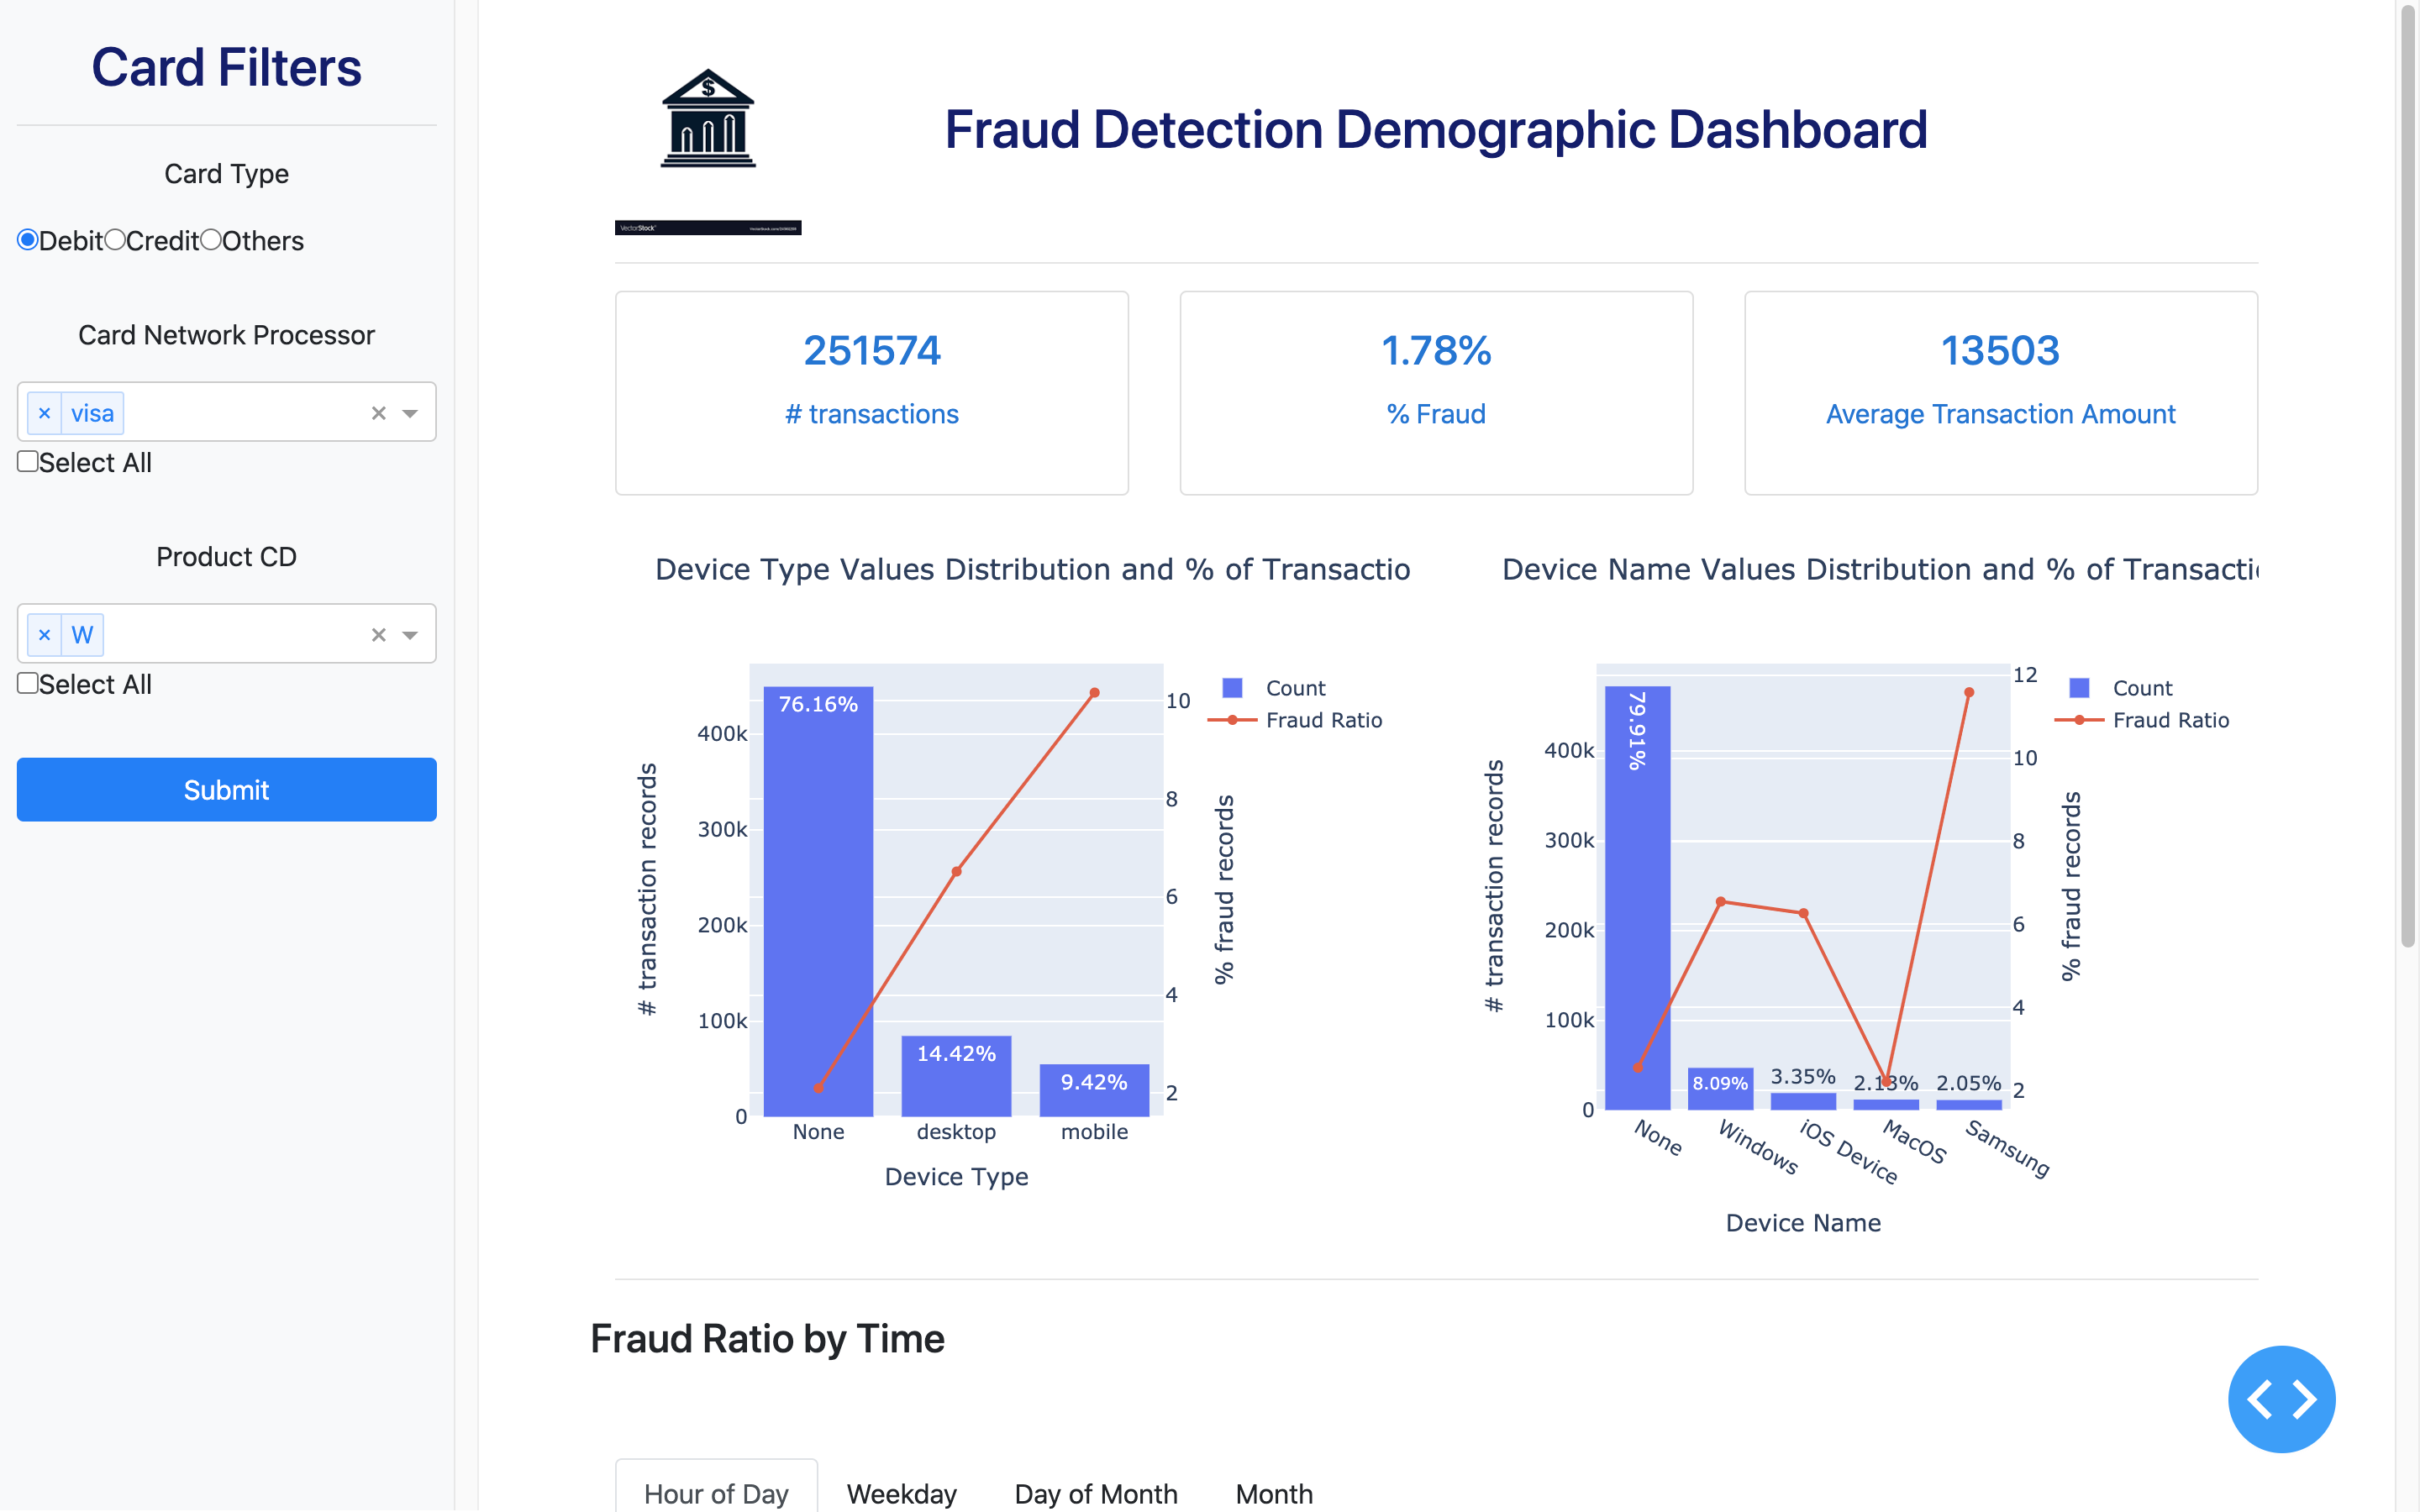 Card Filters
Card Type
Debit Credit Others
Card Network Processor
× visa × 
Select All
Product CD
× W ×
Select All
Submit
$
Fraud Detection Demographic Dashboard
VectorStock®
251574
# transactions
1.78%
% Fraud
13503
Average Transaction Amount
Device Type Values Distribution and % of Transactio
76.16%
14.42%
9.42%
400k
300k
200k
100k
0
# transaction records
10
8
6
4
2
% fraud records
None desktop mobile
Device Type
Count
Fraud Ratio
Device Name Values Distribution and % of Transactio
79.91%
8.09%
3.35%
2.13%
2.05%
400k
300k
200k
100k
0
# transaction records
12
10
8
6
4
2
% fraud records
None Windows iOS Device MacOS Samsung
Device Name
Count
Fraud Ratio
Fraud Ratio by Time
Hour of Day Weekday Day of Month Month